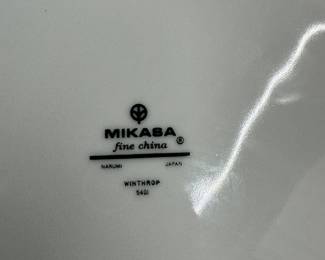 MIKASA
fine china ®
NARUMI JAPAN
WINTHROP
5421